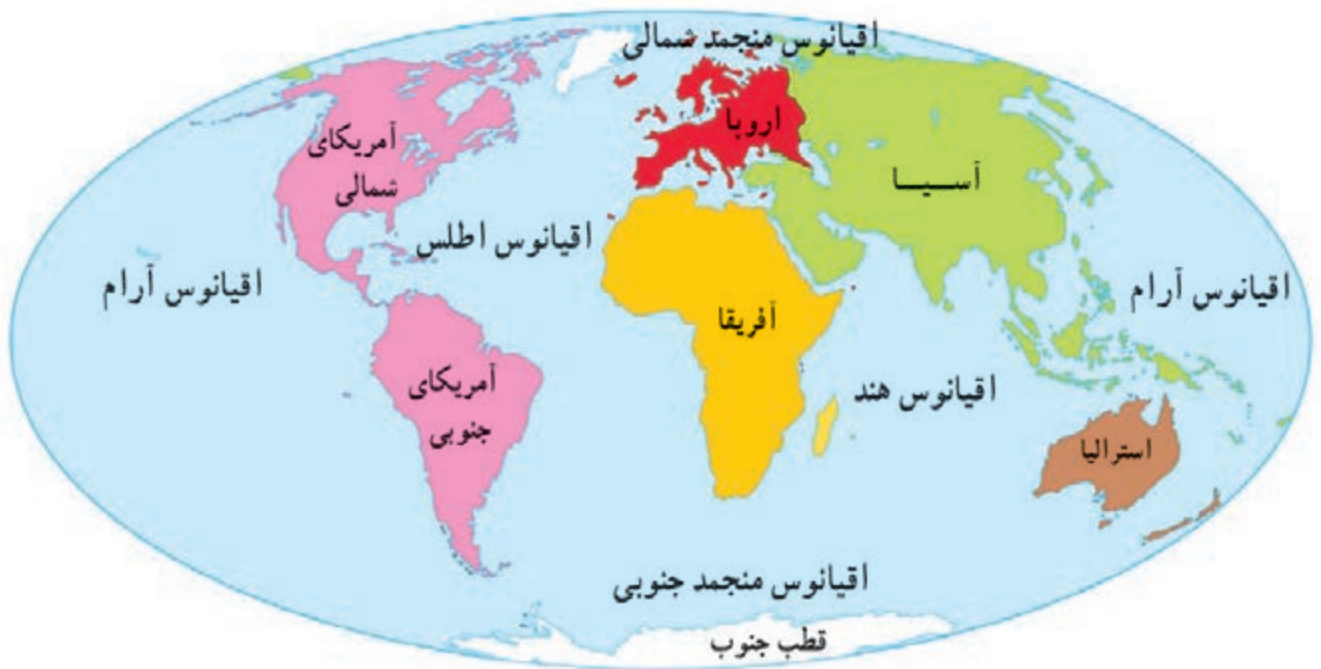 اقیانوس منجمد شمالی
اروپا
آمریکای
شمالی
آسیا
اقیانوس اطلس
اقیانوس آرام
اقیانوس آرام
آفریقا
آمریکای
جنوبی
اقیانوس هند
استرالیا
اقیانوس منجمد جنوبی
قطب جنوب